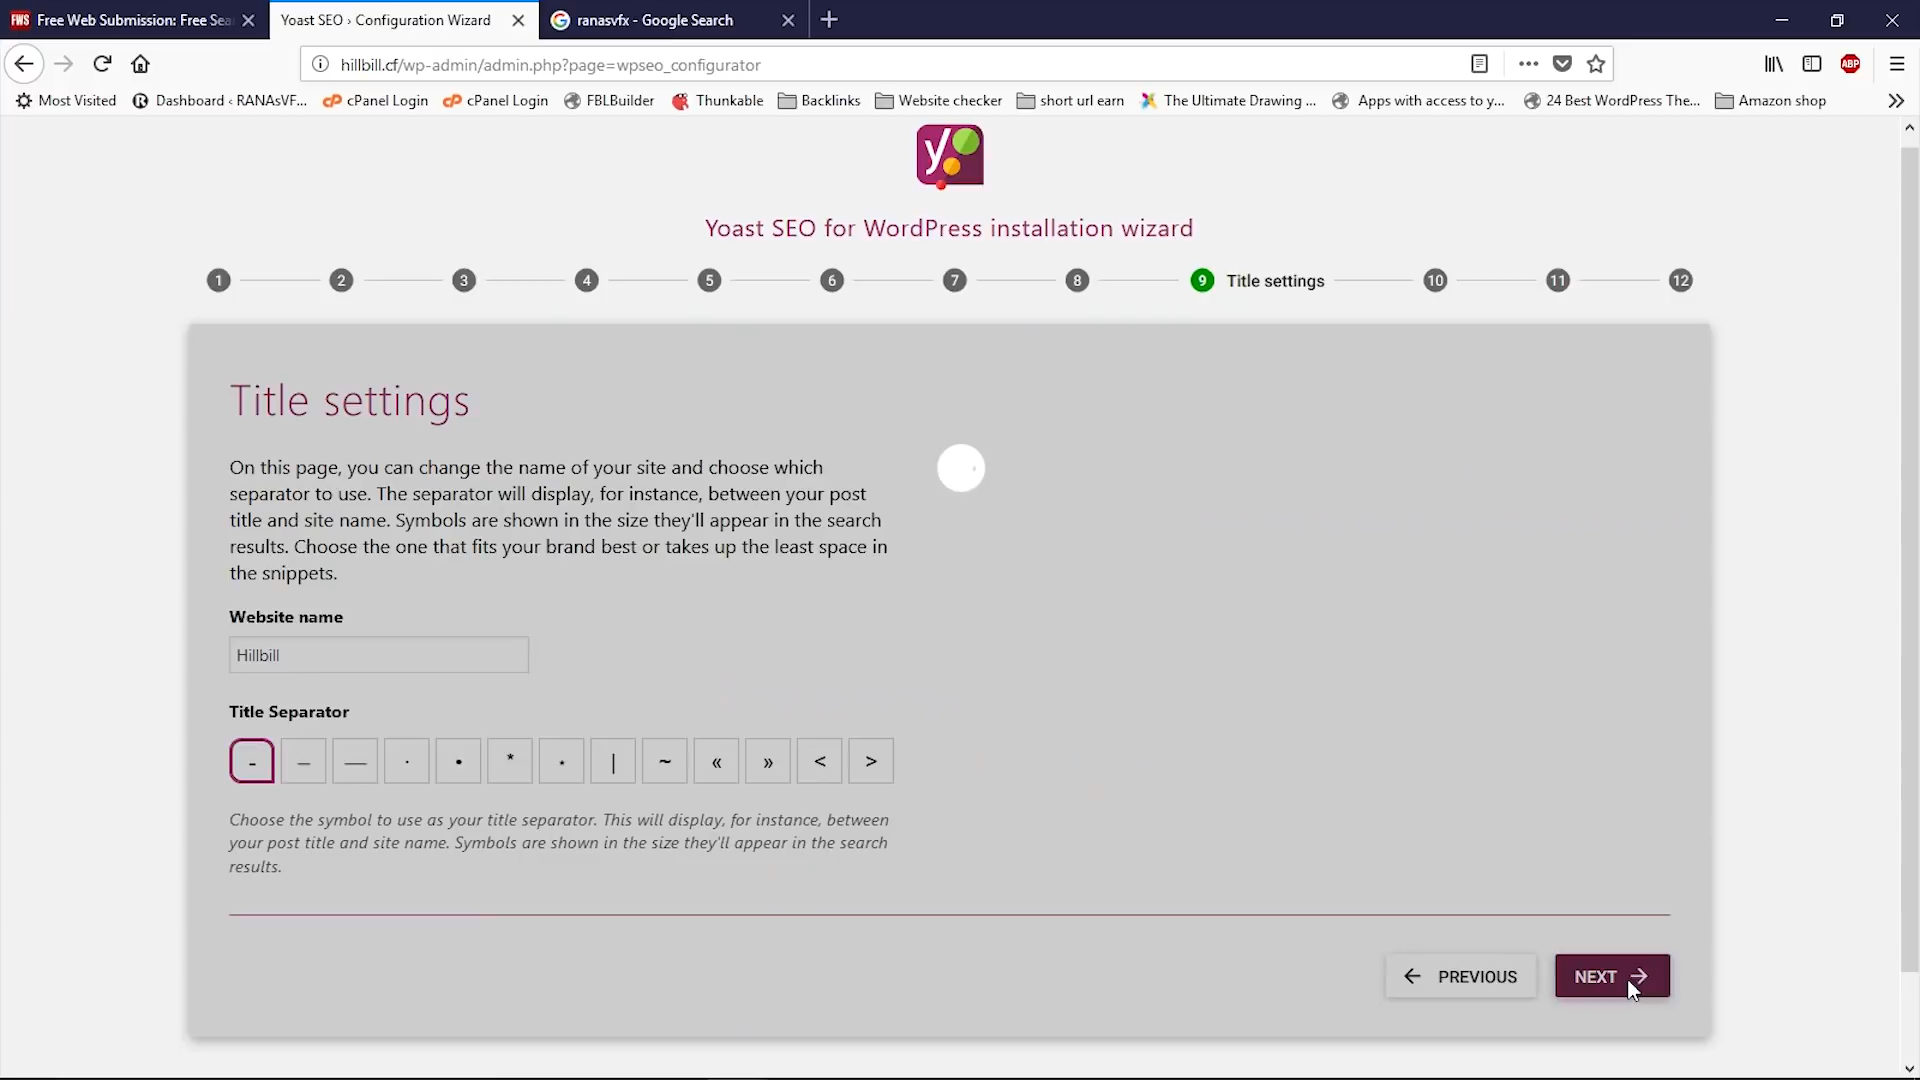 Free Web Submission: Free Sea
Yoast SEO › Configuration Wizard
ranasvfx - Google Search
hillbill.cf/wp-admin/admin.php?page=wpseo_configurator
Most Visited
Dashboard ‹ RANAsVF...
cPanel Login
cPanel Login
FBLBuilder
Thunkable
Backlinks
Website checker
short url earn
The Ultimate Drawing ...
Apps with access to y...
24 Best WordPress The...
Amazon shop
Yoast SEO for WordPress installation wizard
1 2 3 4 5 6 7 8 9 Title settings 10 11 12
Title settings
On this page, you can change the name of your site and choose which
separator to use. The separator will display, for instance, between your post
title and site name. Symbols are shown in the size they'll appear in the search
results. Choose the one that fits your brand best or takes up the least space in
the snippets.
Website name
Hillbill
Title Separator
- – — · • * ⋆ | ~ « » < >
Choose the symbol to use as your title separator. This will display, for instance, between
your post title and site name. Symbols are shown in the size they'll appear in the search
results.
PREVIOUS
NEXT